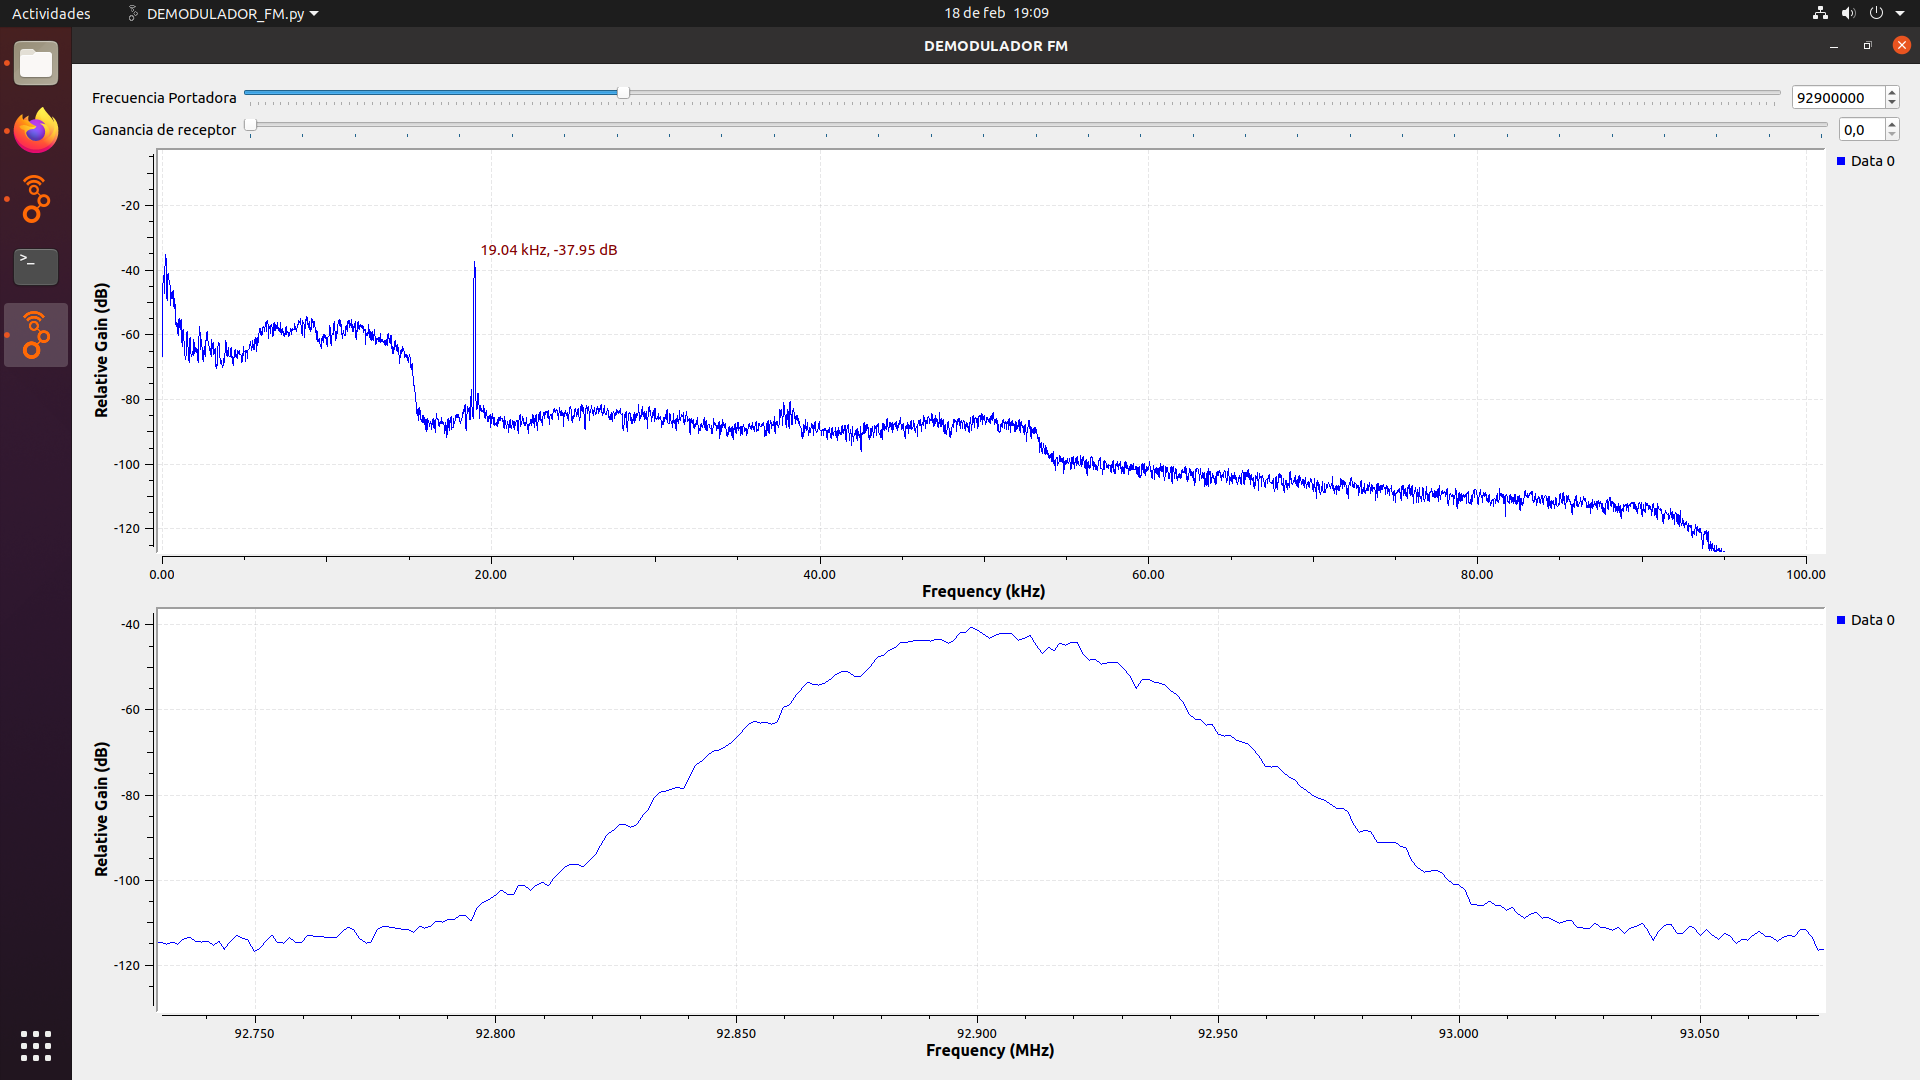 Actividades DEMODULADOR_FM.py 18 de feb 19:09
DEMODULADOR FM
Frecuencia Portadora 92900000
Ganancia de receptor 0,0
>_
Data 0
19.04 kHz, -37.95 dB
-20
-40
-60
-80
-100
-120
Relative Gain (dB)
0.00 20.00 40.00 60.00 80.00 100.00
Frequency (kHz)
Data 0
-40
-60
-80
-100
-120
Relative Gain (dB)
92.750 92.800 92.850 92.900 92.950 93.000 93.050
Frequency (MHz)